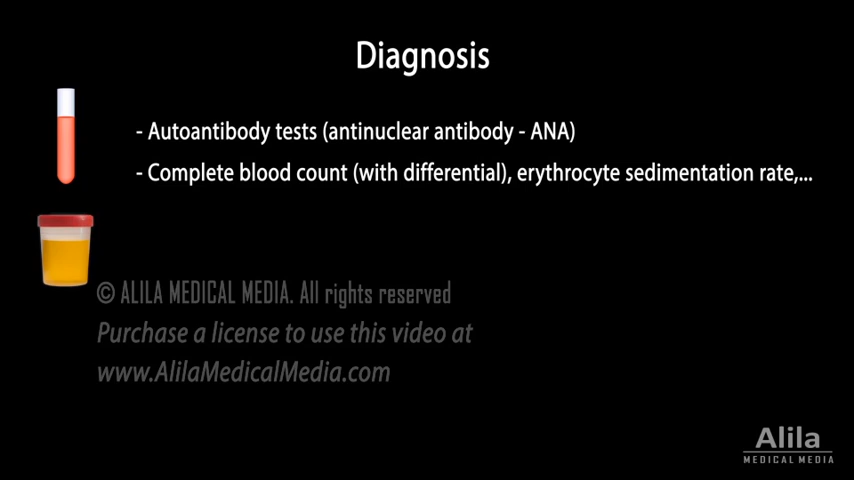 Diagnosis
- Autoantibody tests (antinuclear antibody - ANA)
- Complete blood count (with differential), erythrocyte sedimentation rate,...
© ALILA MEDICAL MEDIA. All rights reserved
Purchase a license to use this video at
www.AlilaMedicalMedia.com
Alila
MEDICAL MEDIA